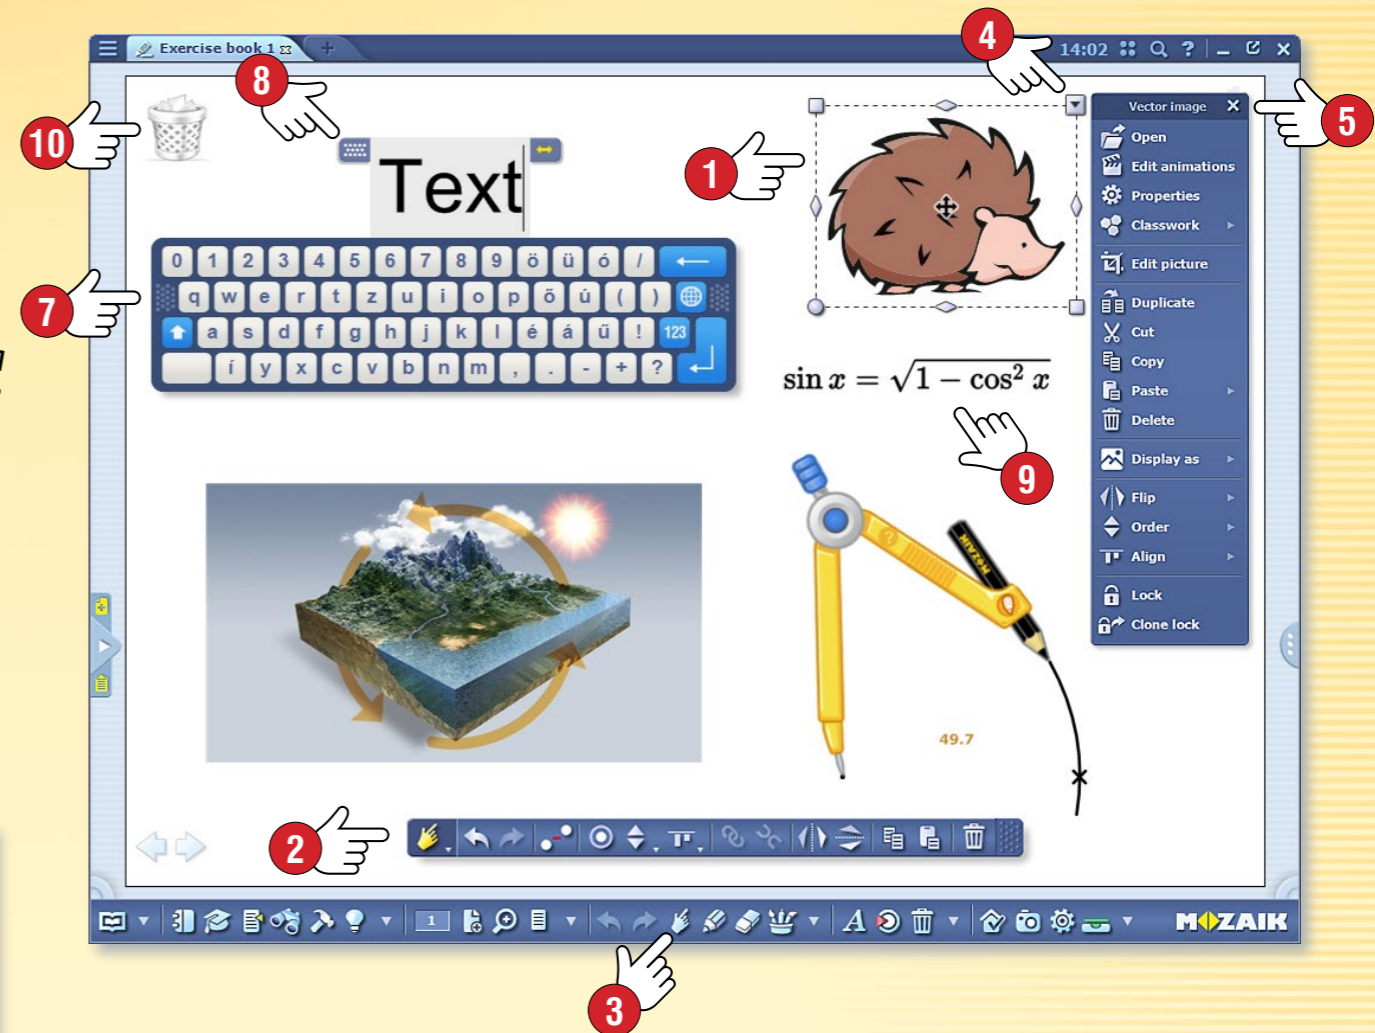 Exercise book 1
14:02
4
8
10
Text
1
Vector image
5
Open
Edit animations
Properties
Classwork
Edit picture
Duplicate
Cut
Copy
Paste
Delete
Display as
Flip
Order
Align
Lock
Clone lock
7
0 1 2 3 4 5 6 7 8 9 ö ü ó /
q w e r t z u i o p ő ú ( )
a s d f g h j k l é á ű ! 123
í y x c v b n m , . - + ?
sin x = √1 − cos² x
9
MOZAIK
49.7
2
1
A
MOZAIK
3